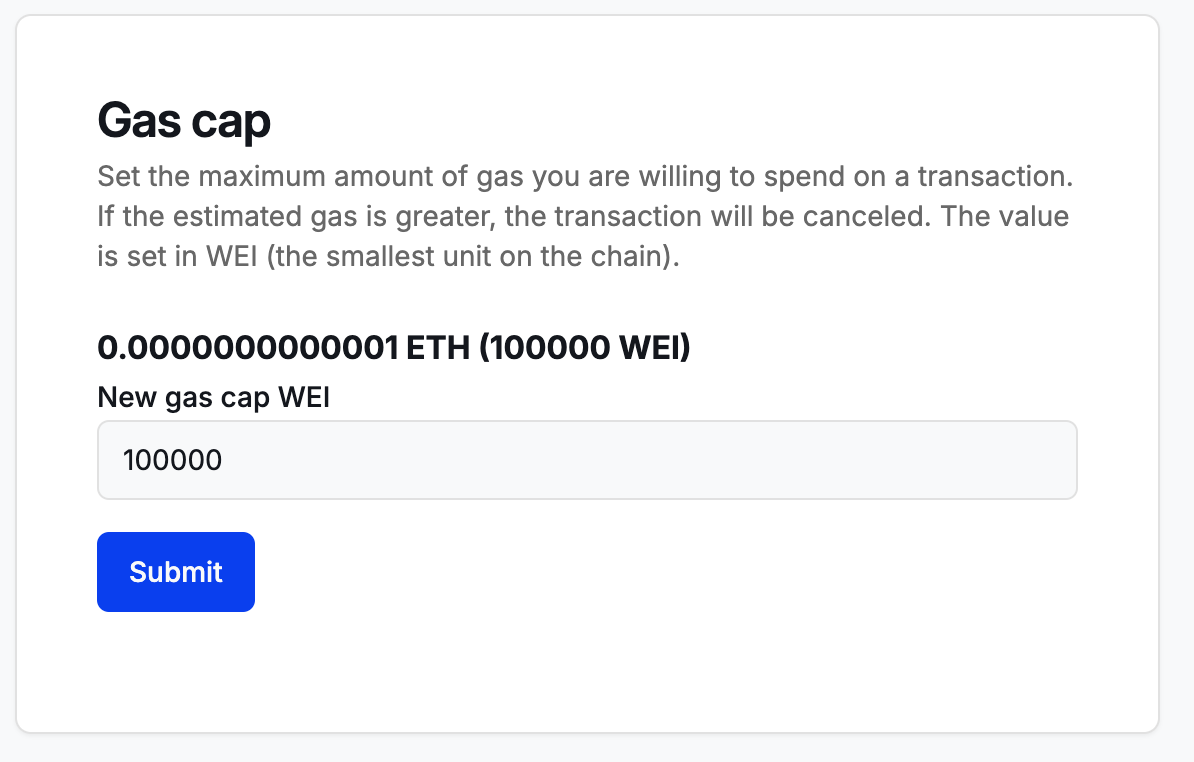 Gas cap
Set the maximum amount of gas you are willing to spend on a transaction.
If the estimated gas is greater, the transaction will be canceled. The value
is set in WEI (the smallest unit on the chain).
0.0000000000001 ETH (100000 WEI)
New gas cap WEI
100000
Submit